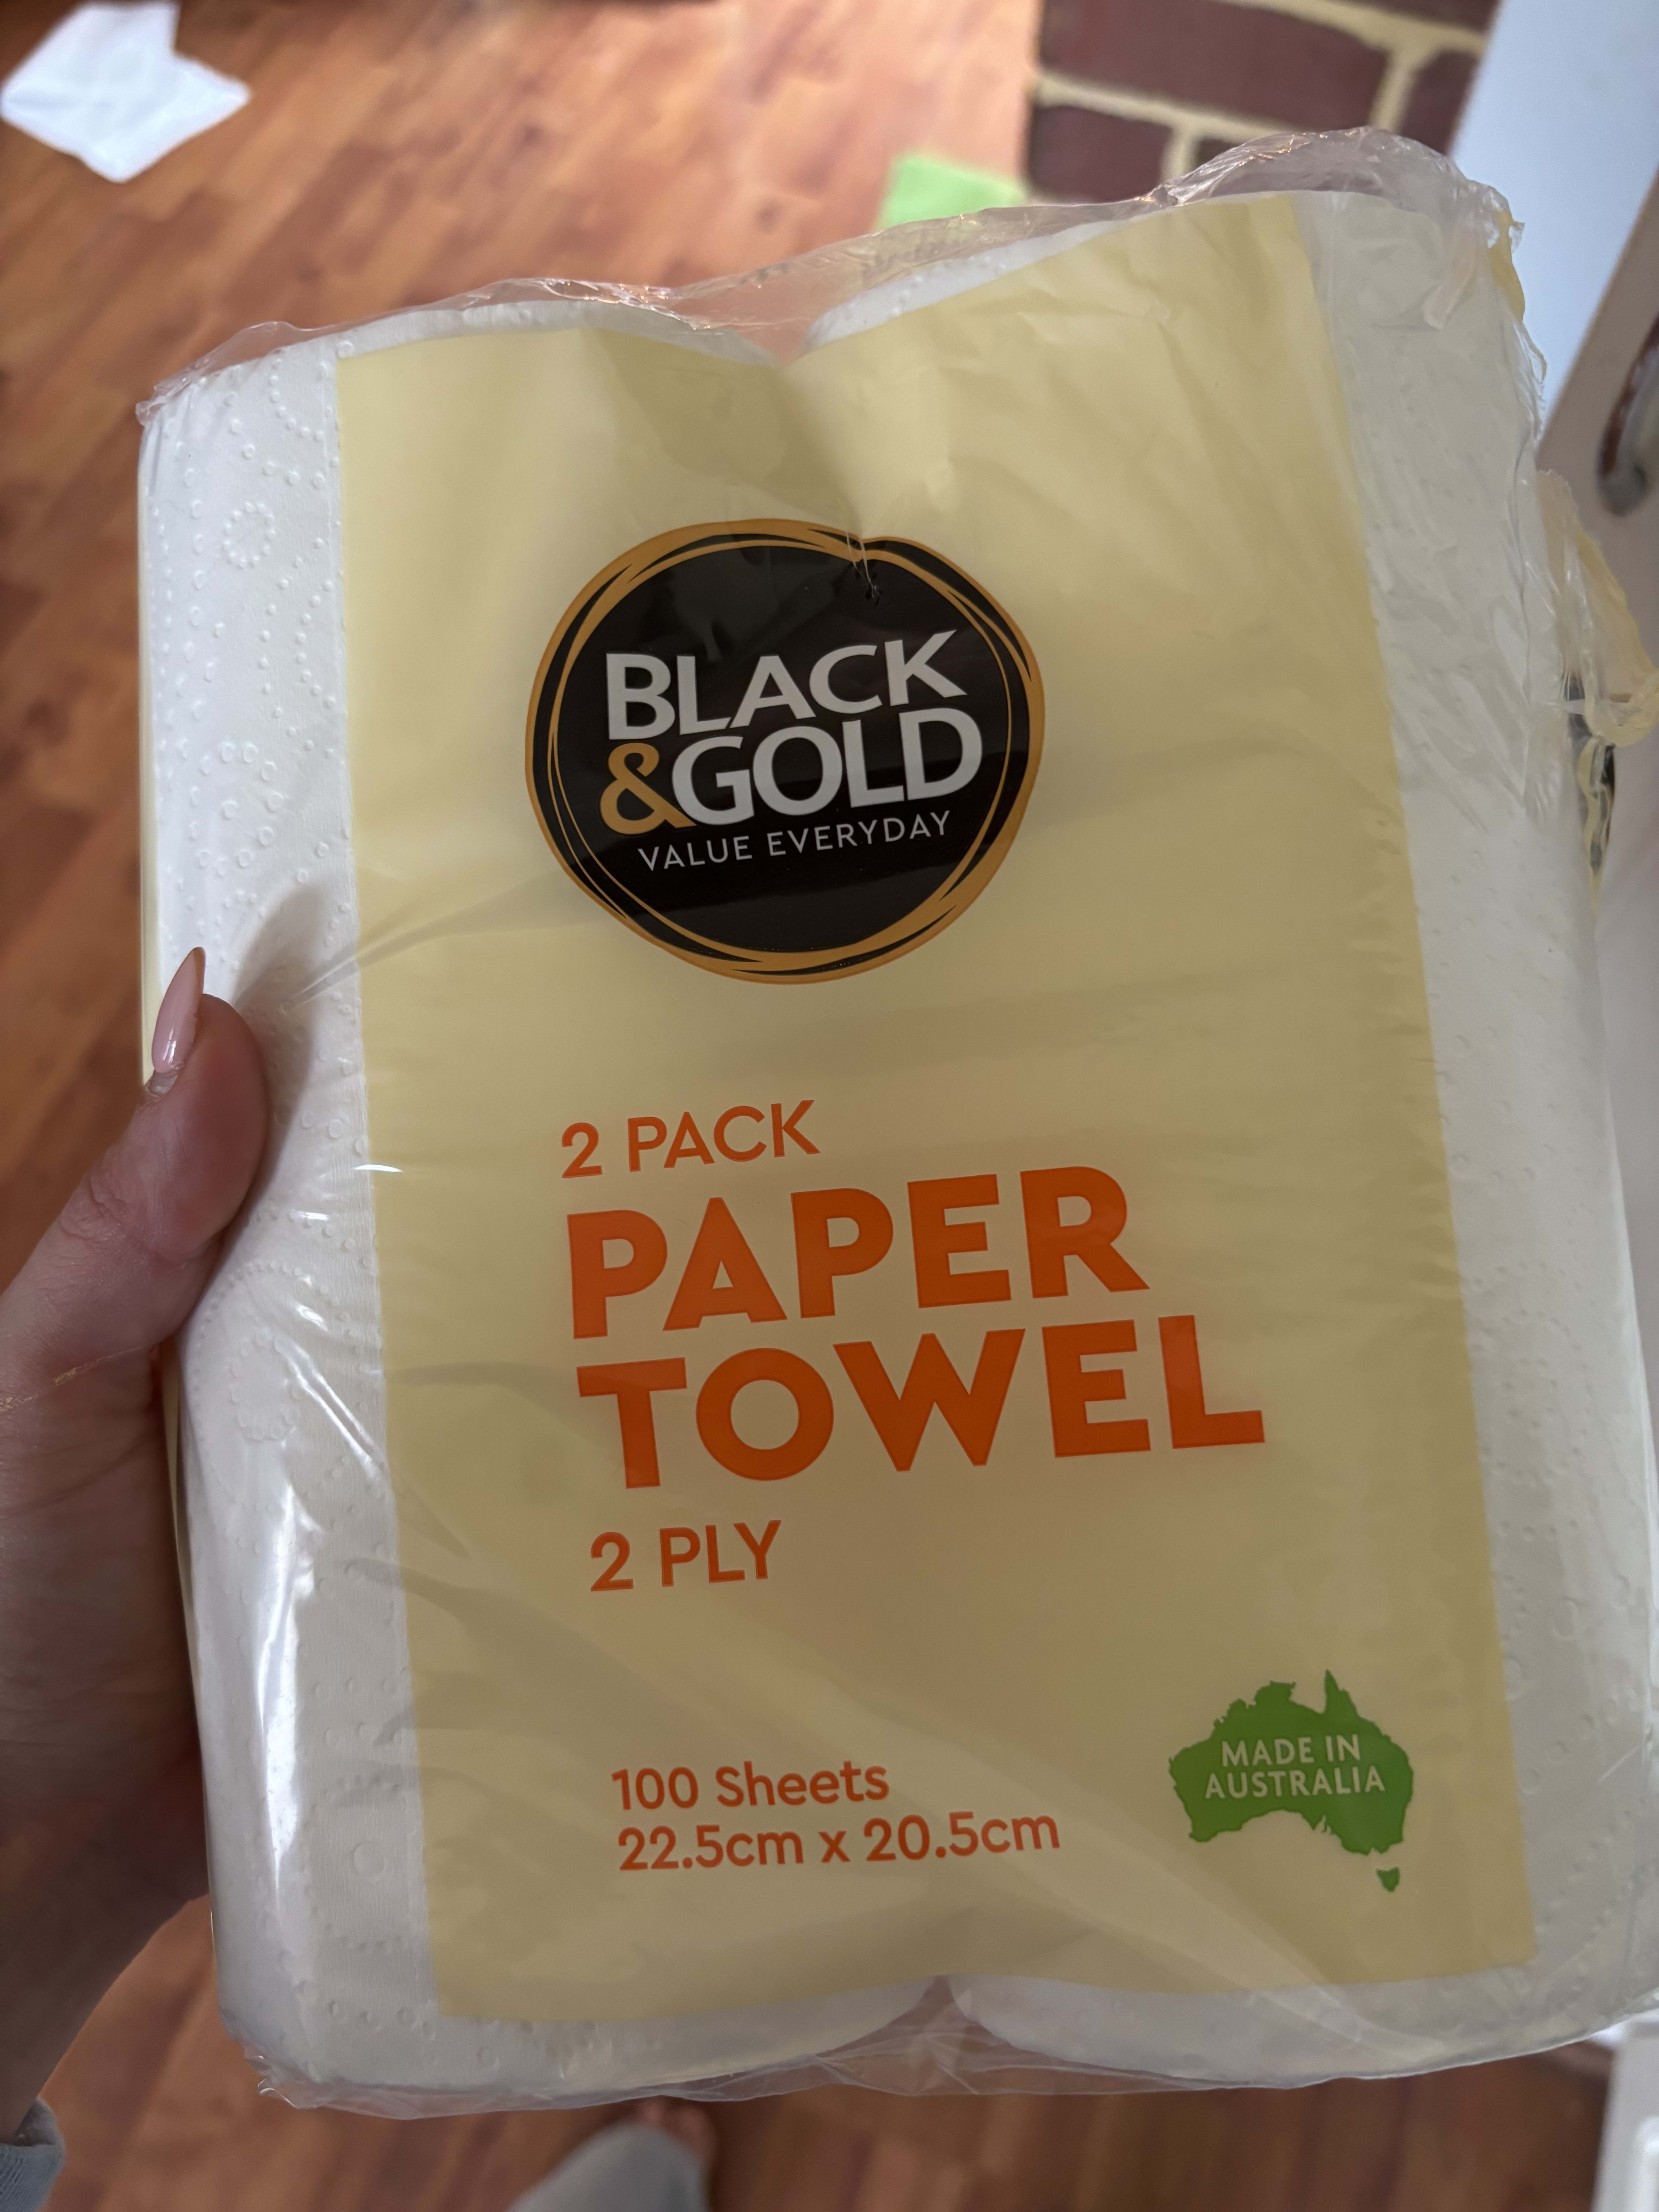 BLACK
&GOLD
VALUE EVERYDAY
2 PACK
PAPER
TOWEL
2 PLY
100 Sheets
22.5cm x 20.5cm
MADE IN
AUSTRALIA